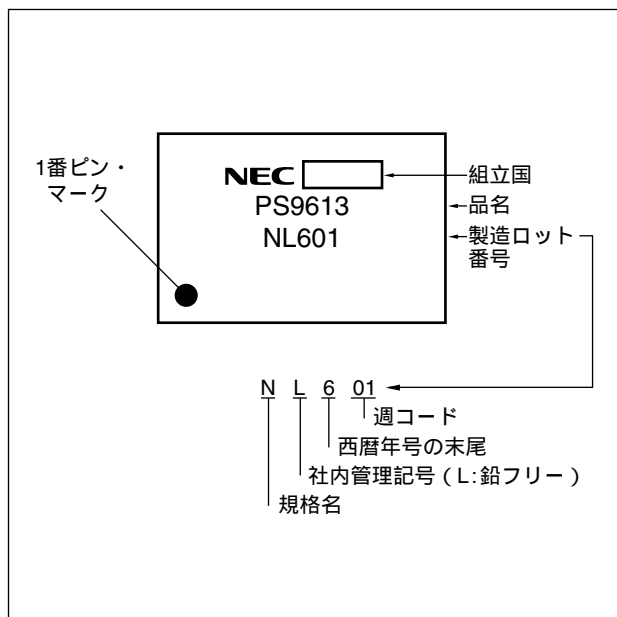 1番ピン・
マーク
NEC
PS9613
NL601
組立国
品名
製造ロット
番号
N L 6 01
週コード
西暦年号の末尾
社内管理記号（L:鉛フリー）
規格名